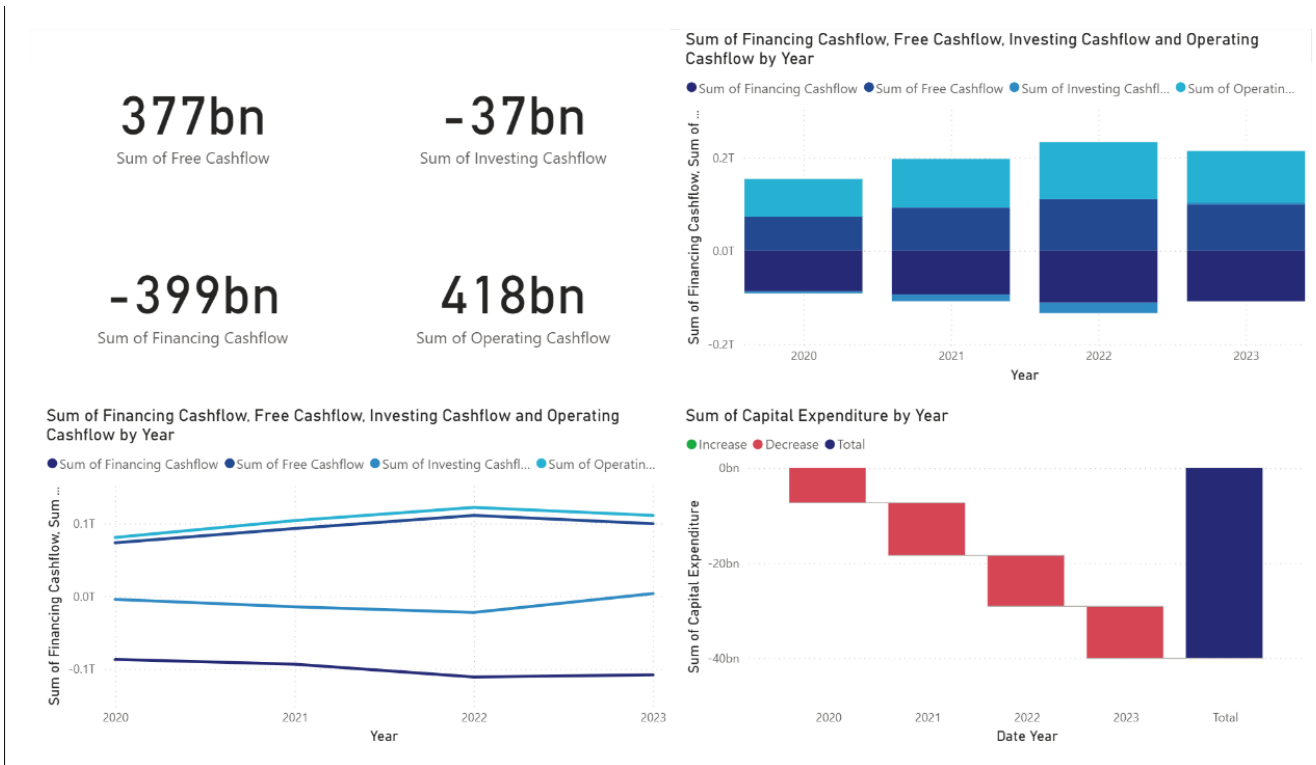 377bn
Sum of Free Cashflow
-37bn
Sum of Investing Cashflow
-399bn
Sum of Financing Cashflow
418bn
Sum of Operating Cashflow
Sum of Financing Cashflow, Free Cashflow, Investing Cashflow and Operating
Cashflow by Year
Sum of Financing Cashflow Sum of Free Cashflow Sum of Investing Cashfl... Sum of Operatin...
Sum of Financing Cashflow, Sum of ...
0.2T
0.0T
-0.2T
2020 2021 2022 2023
Year
Sum of Financing Cashflow, Free Cashflow, Investing Cashflow and Operating
Cashflow by Year
Sum of Financing Cashflow Sum of Free Cashflow Sum of Investing Cashfl... Sum of Operatin...
Sum of Financing Cashflow, Sum ...
0.1T
0.0T
-0.1T
2020 2021 2022 2023
Year
Sum of Capital Expenditure by Year
Increase Decrease Total
Sum of Capital Expenditure
0bn
-20bn
-40bn
2020 2021 2022 2023 Total
Date Year